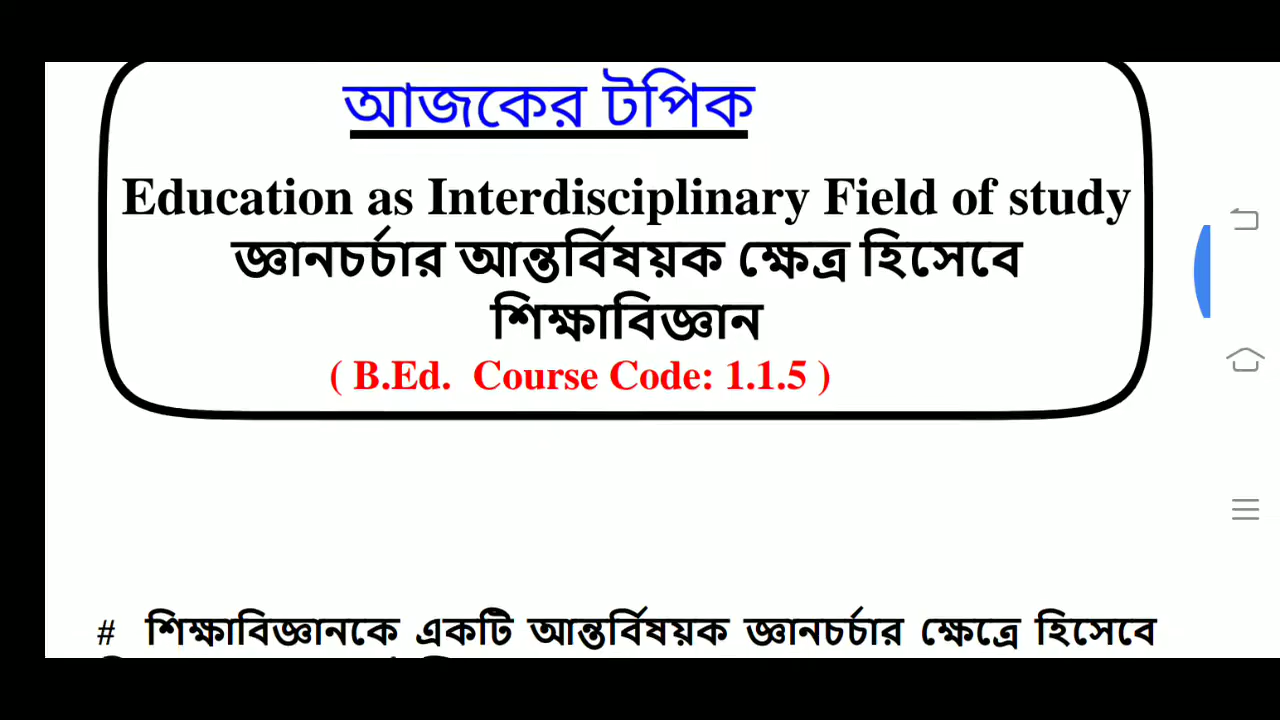 আজকের টপিক
Education as Interdisciplinary Field of study
জ্ঞানচর্চার আন্তর্বিষয়ক ক্ষেত্র হিসেবে
শিক্ষাবিজ্ঞান
( B.Ed. Course Code: 1.1.5 )
# শিক্ষাবিজ্ঞানকে একটি আন্তর্বিষয়ক জ্ঞানচর্চার ক্ষেত্রে হিসেবে